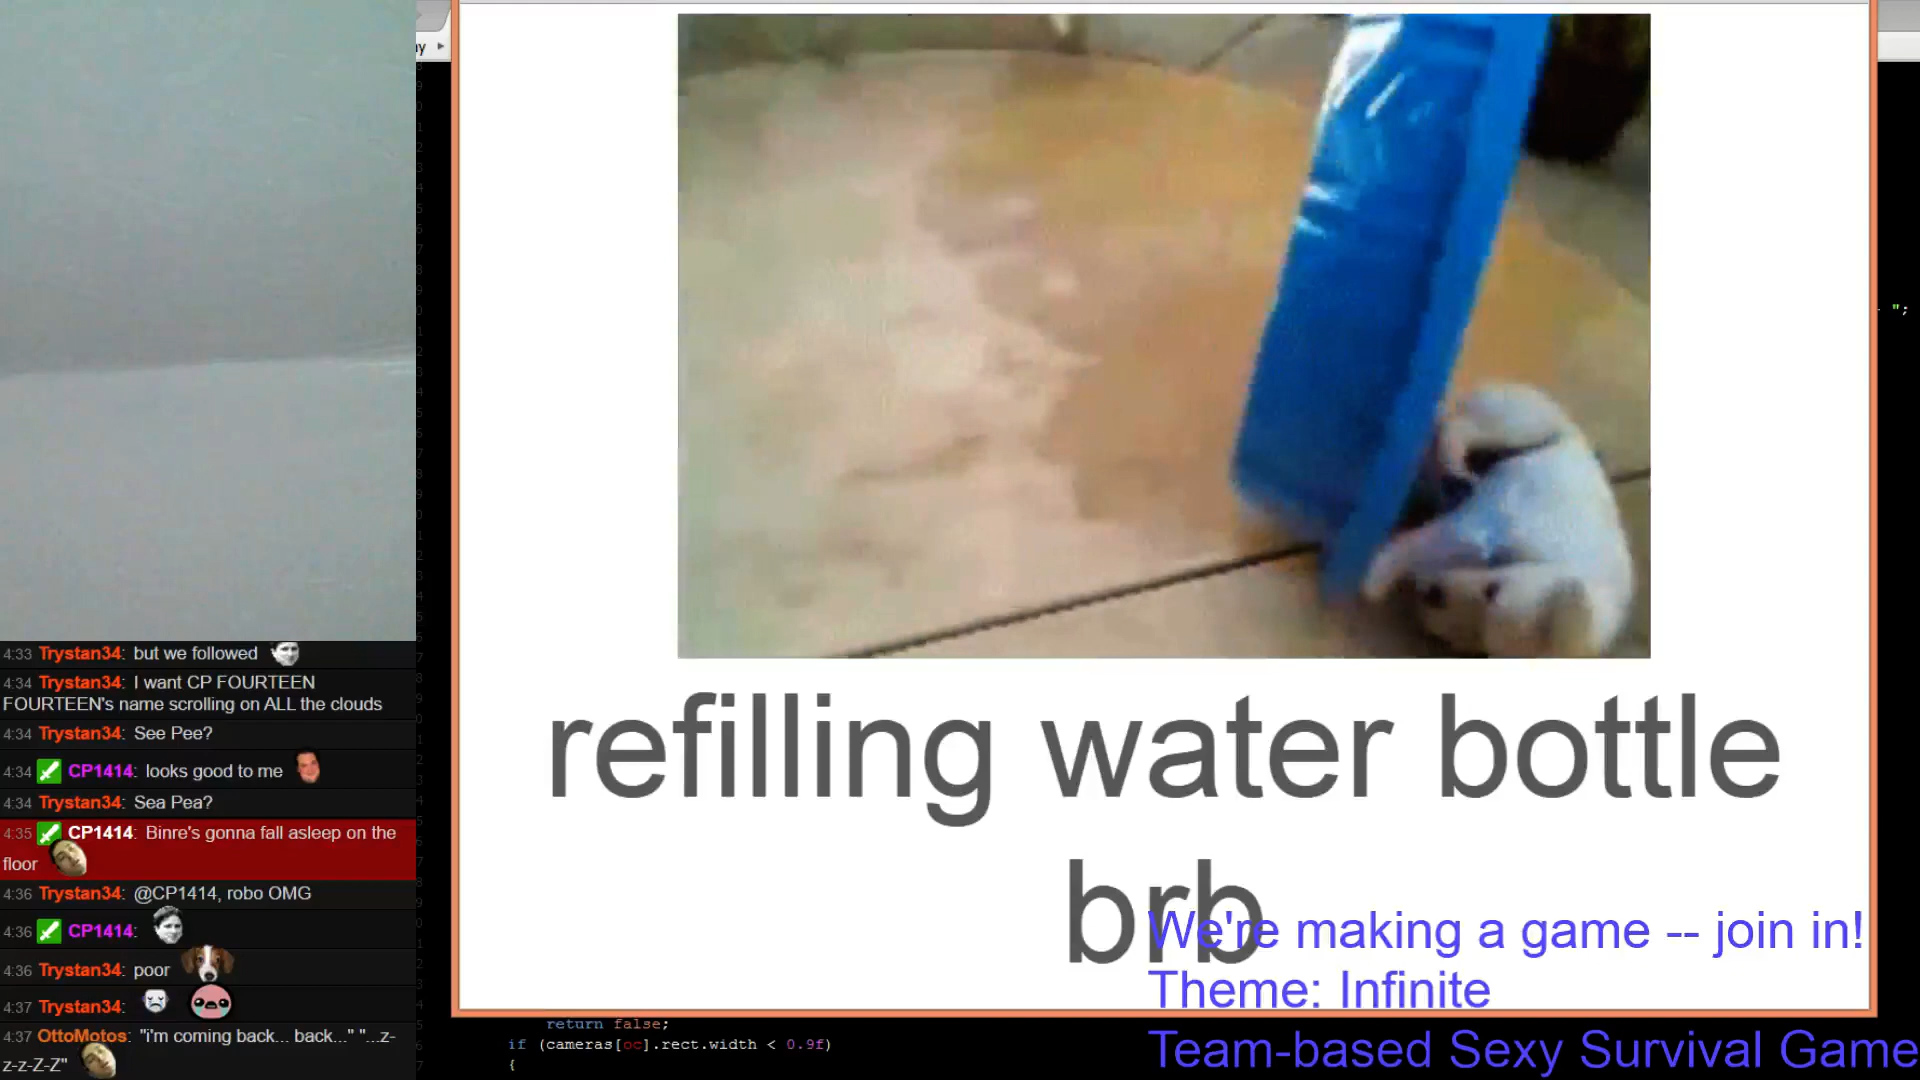 ny
";
4:33 Trystan34: but we followed
4:34 Trystan34: I want CP FOURTEEN
FOURTEEN's name scrolling on ALL the clouds
4:34 Trystan34: See Pee?
4:34 CP1414: looks good to me
4:34 Trystan34: Sea Pea?
4:35 CP1414: Binre's gonna fall asleep on the
floor
4:36 Trystan34: @CP1414, robo OMG
4:36 CP1414:
4:36 Trystan34: poor
4:37 Trystan34:
4:37 OttoMotos: "i'm coming back... back..." "...z-
z-z-Z-Z"
refilling water bottle
brb
We're making a game -- join in!
Theme: Infinite
Team-based Sexy Survival Game
return false;
if (cameras[oc].rect.width < 0.9f)
{